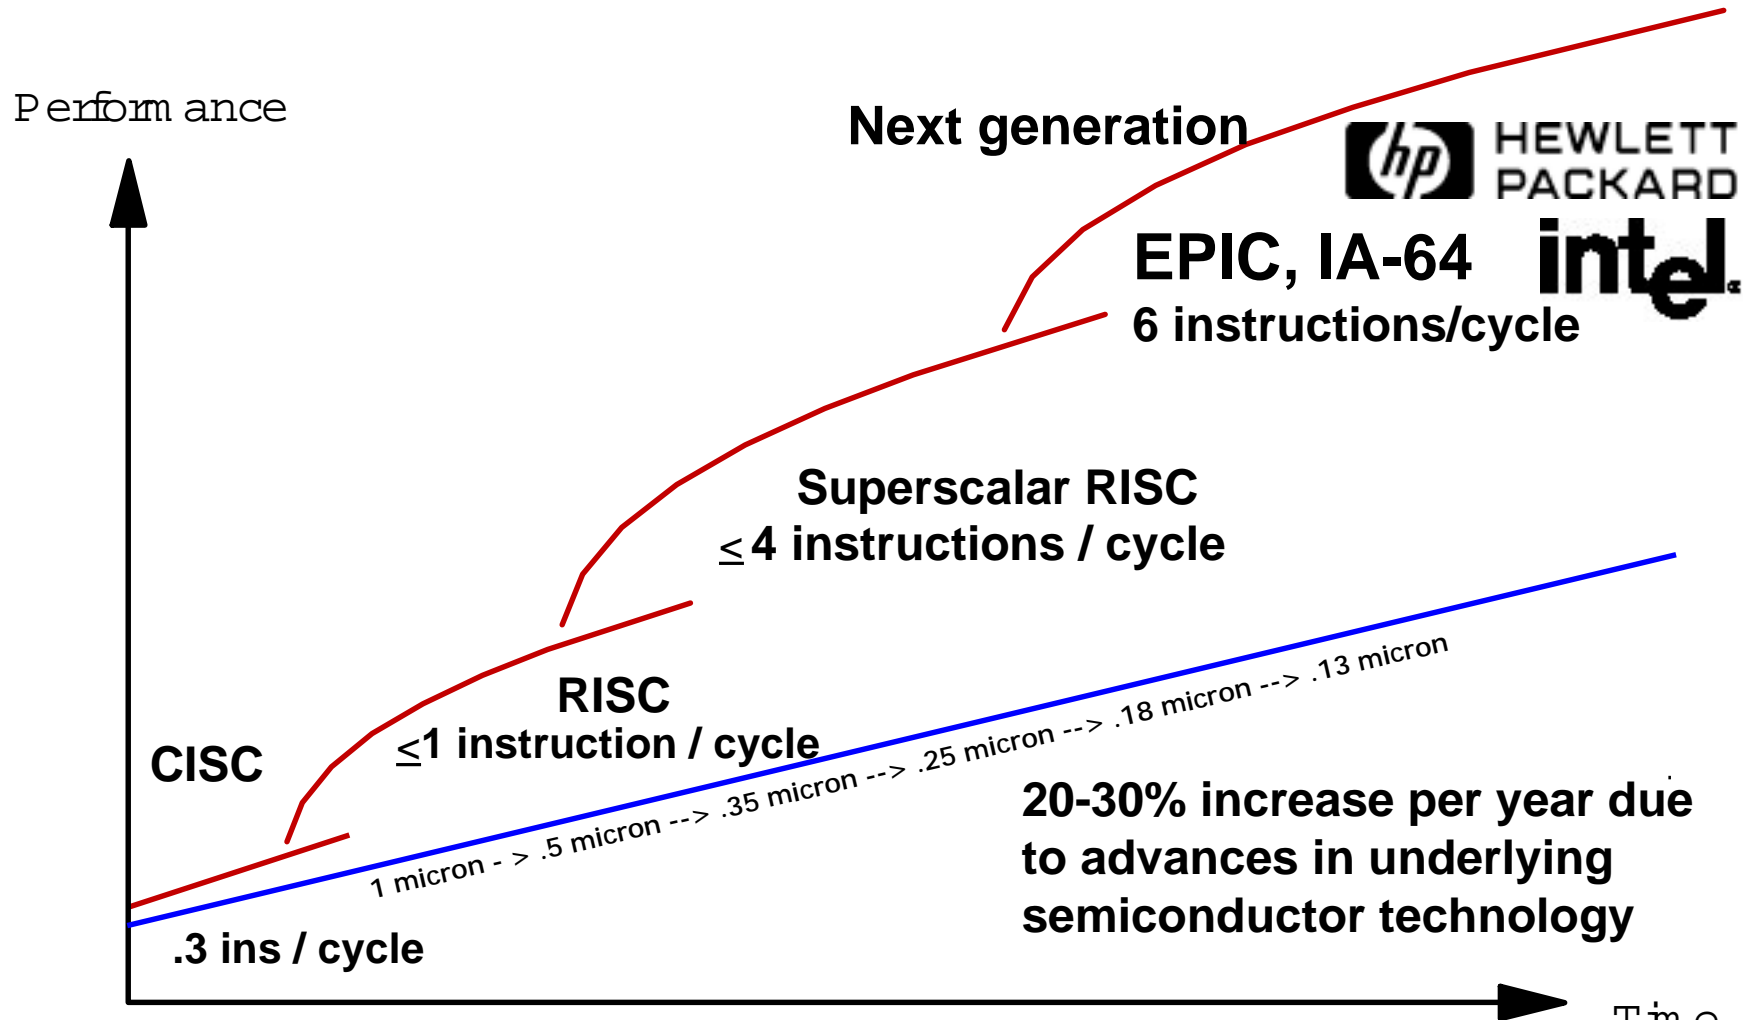 Performance
Next generation
hp HEWLETT
PACKARD
EPIC, IA-64
intel.
6 instructions/cycle
Superscalar RISC
≤ 4 instructions / cycle
RISC
≤1 instruction / cycle
CISC
1 micron - > .5 micron --> .35 micron --> .25 micron --> .18 micron --> .13 micron
20-30% increase per year due
to advances in underlying
semiconductor technology
.3 ins / cycle